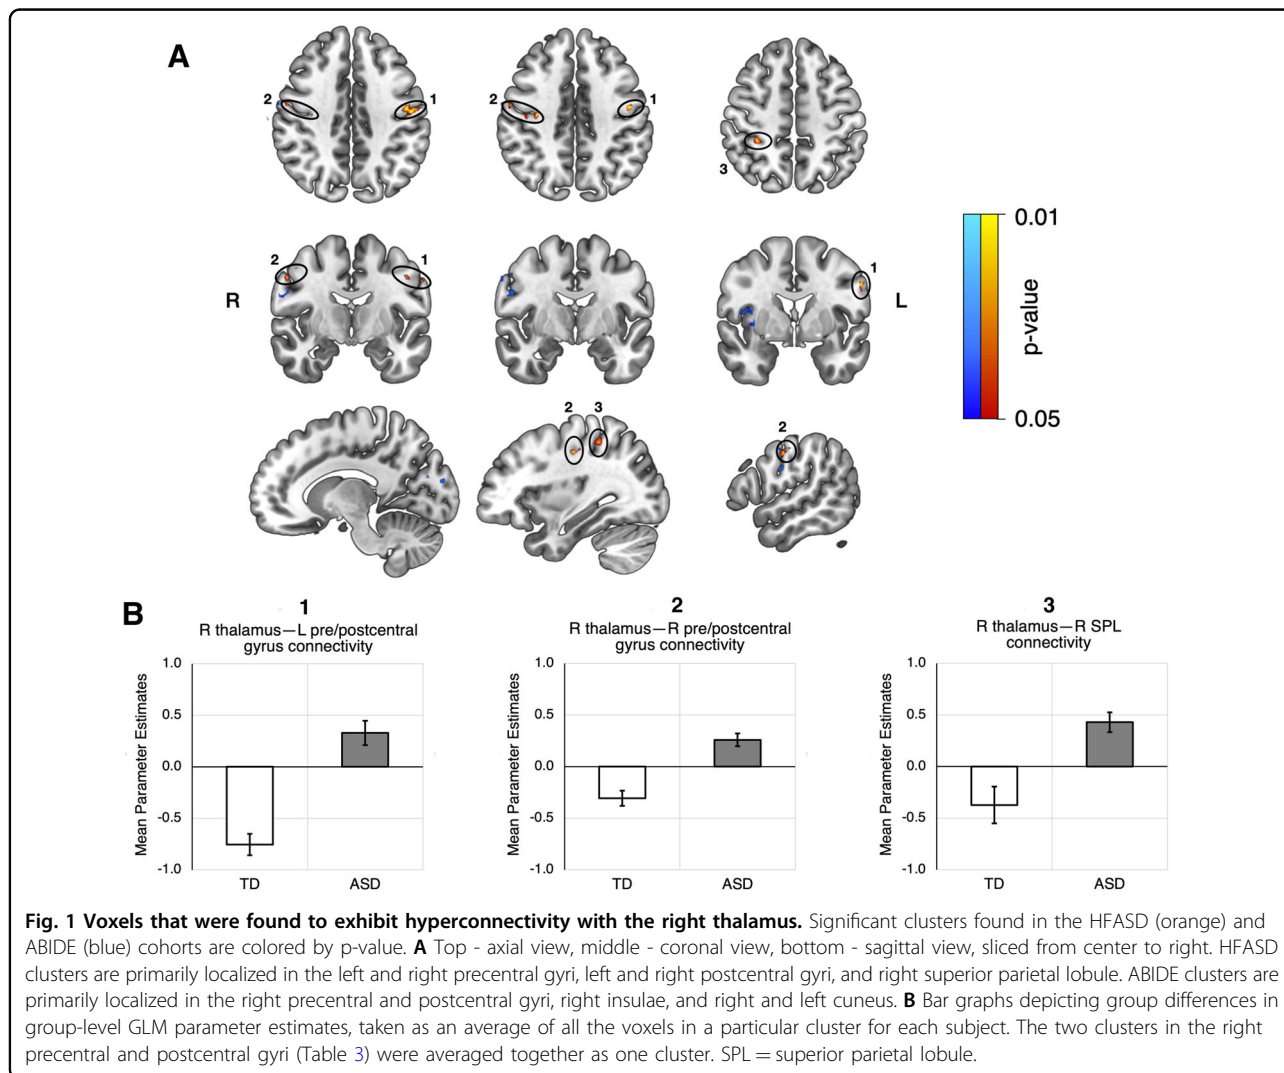 A
2
1
2
1
3
2
1
1
R
L
0.01
p-value
0.05
2
3
2
B
1
R thalamus—L pre/postcentral
gyrus connectivity
Mean Parameter Estimates
1.0
0.5
0.0
-0.5
-1.0
TD
ASD
2
R thalamus—R pre/postcentral
gyrus connectivity
Mean Parameter Estimates
1.0
0.5
0.0
-0.5
-1.0
TD
ASD
3
R thalamus—R SPL
connectivity
Mean Parameter Estimates
1.0
0.5
0.0
-0.5
-1.0
TD
ASD
Fig. 1 Voxels that were found to exhibit hyperconnectivity with the right thalamus. Significant clusters found in the HFASD (orange) and
ABIDE (blue) cohorts are colored by p-value. A Top - axial view, middle - coronal view, bottom - sagittal view, sliced from center to right. HFASD
clusters are primarily localized in the left and right precentral gyri, left and right postcentral gyri, and right superior parietal lobule. ABIDE clusters are
primarily localized in the right precentral and postcentral gyri, right insulae, and right and left cuneus. B Bar graphs depicting group differences in
group-level GLM parameter estimates, taken as an average of all the voxels in a particular cluster for each subject. The two clusters in the right
precentral and postcentral gyri (Table 3) were averaged together as one cluster. SPL = superior parietal lobule.